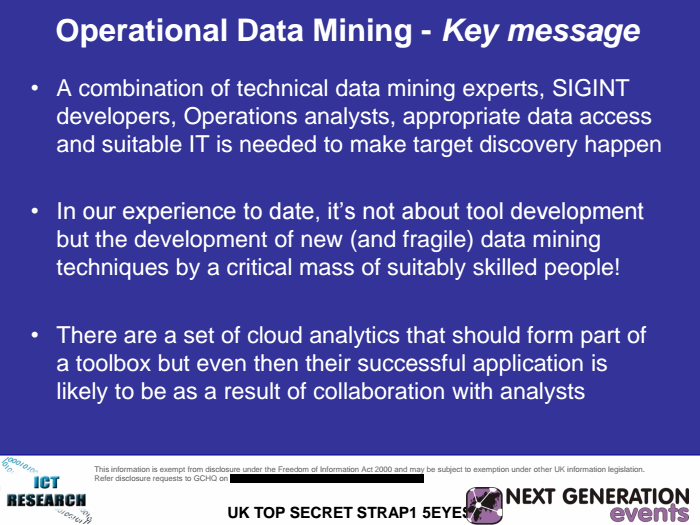 Operational Data Mining - Key message
• A combination of technical data mining experts, SIGINT
developers, Operations analysts, appropriate data access
and suitable IT is needed to make target discovery happen
• In our experience to date, it’s not about tool development
but the development of new (and fragile) data mining
techniques by a critical mass of suitably skilled people!
• There are a set of cloud analytics that should form part of
a toolbox but even then their successful application is
likely to be as a result of collaboration with analysts
ICT
RESEARCH
This information is exempt from disclosure under the Freedom of Information Act 2000 and may be subject to exemption under other UK information legislation.
Refer disclosure requests to GCHQ on
UK TOP SECRET STRAP1 5EYES
NEXT GENERATION
events